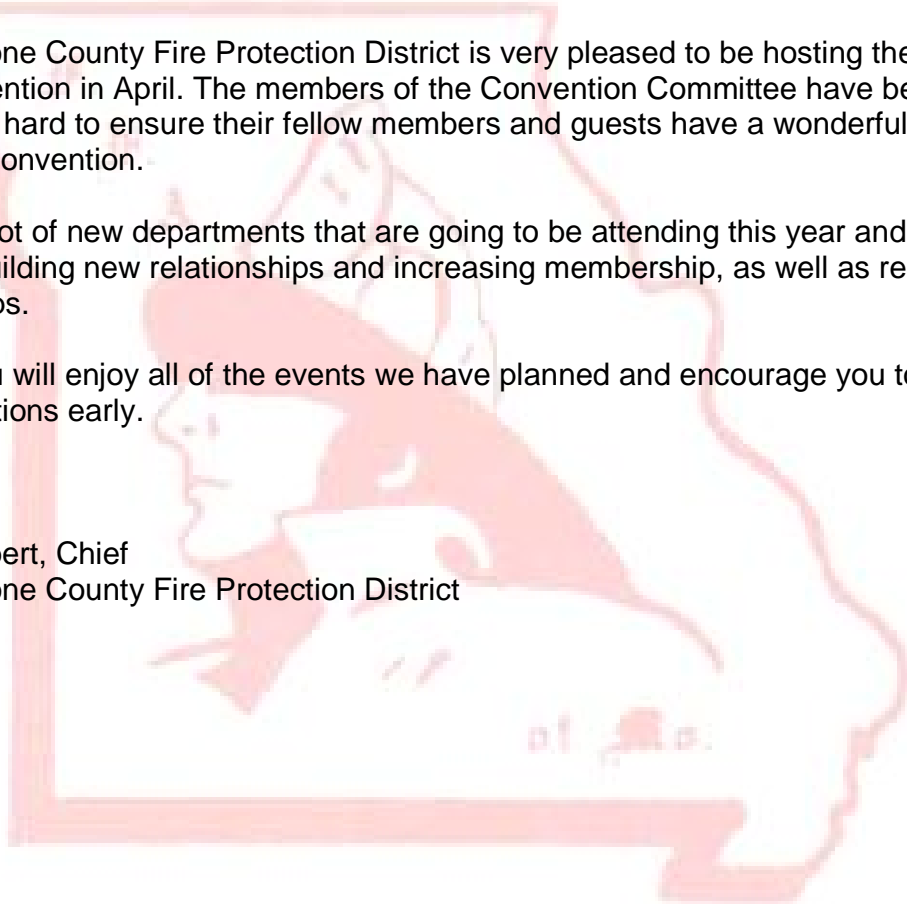 one County Fire Protection District is very pleased to be hosting the
ention in April. The members of the Convention Committee have be
hard to ensure their fellow members and guests have a wonderful
onvention.
ot of new departments that are going to be attending this year and
uilding new relationships and increasing membership, as well as re
os.
u will enjoy all of the events we have planned and encourage you to
tions early.
ert, Chief
one County Fire Protection District
of